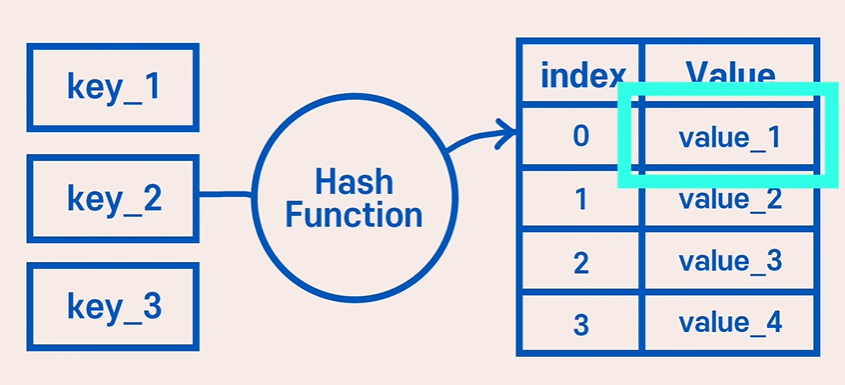 key_1
key_2
key_3
Hash
Function
index Value
0 value_1
1 value_2
2 value_3
3 value_4